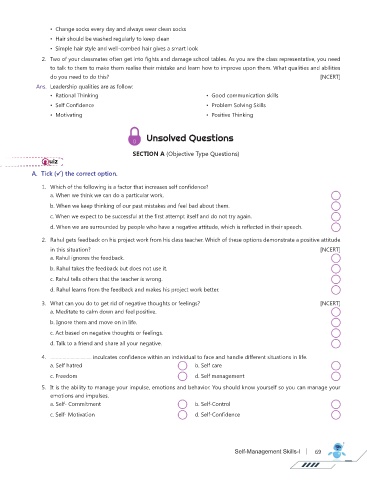 • Change socks every day and always wear clean socks
• Hair should be washed regularly to keep clean
• Simple hair style and well-combed hair gives a smart look
2. Two of your classmates often get into fights and damage school tables. As you are the class representative, you need
to talk to them to make them realise their mistake and learn how to improve upon them. What qualities and abilities
do you need to do this? [NCERT]
Ans. Leadership qualities are as follow:
• Rational Thinking • Good communication skills
• Self Confidence • Problem Solving Skills
• Motivating • Positive Thinking
Unsolved Questions
SECTION A (Objective Type Questions)
Quiz
A. Tick (✓) the correct option.
1. Which of the following is a factor that increases self confidence?
a. When we think we can do a particular work.
b. When we keep thinking of our past mistakes and feel bad about them.
c. When we expect to be successful at the first attempt itself and do not try again.
d. When we are surrounded by people who have a negative attitude, which is reflected in their speech.
2. Rahul gets feedback on his project work from his class teacher. Which of these options demonstrate a positive attitude
in this situation? [NCERT]
a. Rahul ignores the feedback.
b. Rahul takes the feedback but does not use it.
c. Rahul tells others that the teacher is wrong.
d. Rahul learns from the feedback and makes his project work better.
3. What can you do to get rid of negative thoughts or feelings? [NCERT]
a. Meditate to calm down and feel positive.
b. Ignore them and move on in life.
c. Act based on negative thoughts or feelings.
d. Talk to a friend and share all your negative.
4. .......................... inculcates confidence within an individual to face and handle different situations in life.
a. Self hatred b. Self care
c. Freedom d. Self management
5. It is the ability to manage your impulse, emotions and behavior. You should know yourself so you can manage your
emotions and impulses.
a. Self- Commitment b. Self-Control
c. Self- Motivation d. Self-Confidence
Self-Management Skills-I | 69